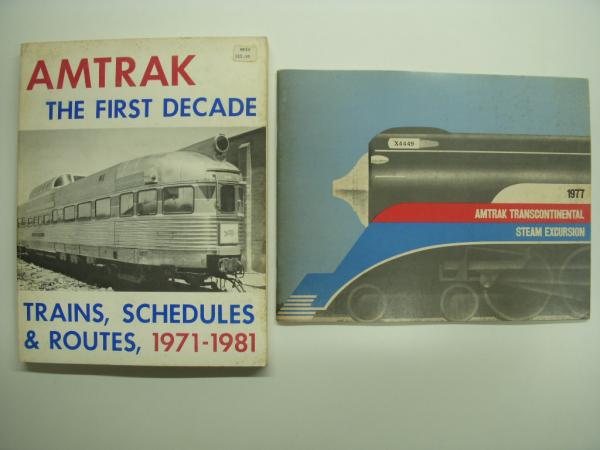 AMTRAK
THE FIRST DECADE
TRAINS, SCHEDULES
& ROUTES, 1971-1981
X4449
1977
AMTRAK TRANSCONTINENTAL
STEAM EXCURSION